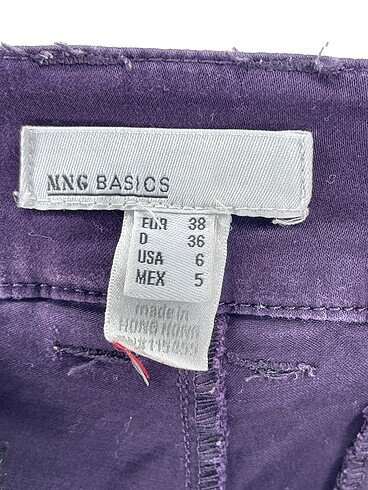 MNG BASICS
EUR 38
D 36
USA 6
MEX 5
made in
HONG KONG